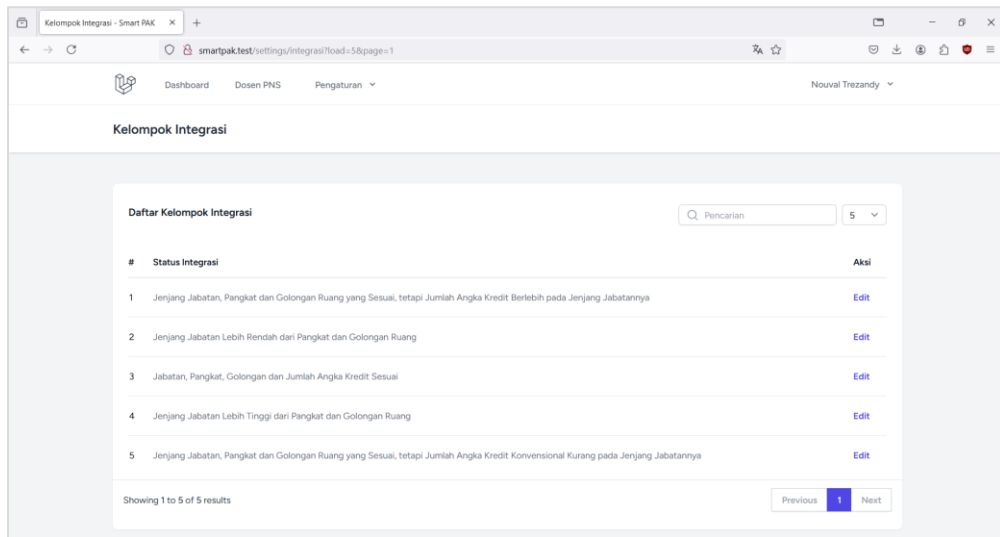 Kelompok Integrasi - Smart PAK
smartpak.test/settings/integrasi?load=5&page=1
Dashboard Dosen PNS Pengaturan Nouval Trezandy
Kelompok Integrasi
Daftar Kelompok Integrasi Pencarian 5
# Status Integrasi Aksi
1 Jenjang Jabatan, Pangkat dan Golongan Ruang yang Sesuai, tetapi Jumlah Angka Kredit Berlebih pada Jenjang Jabatannya Edit
2 Jenjang Jabatan Lebih Rendah dari Pangkat dan Golongan Ruang Edit
3 Jabatan, Pangkat, Golongan dan Jumlah Angka Kredit Sesuai Edit
4 Jenjang Jabatan Lebih Tinggi dari Pangkat dan Golongan Ruang Edit
5 Jenjang Jabatan, Pangkat dan Golongan Ruang yang Sesuai, tetapi Jumlah Angka Kredit Konvensional Kurang pada Jenjang Jabatannya Edit
Showing 1 to 5 of 5 results Previous 1 Next